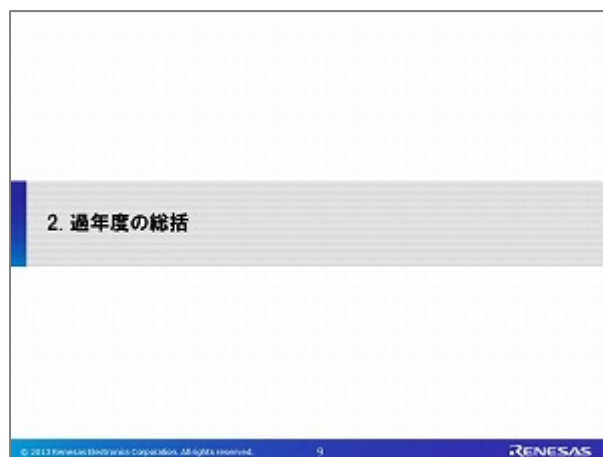 2. 過年度の総括
© 2013 Renesas Electronics Corporation. All rights reserved.
9
RENESAS